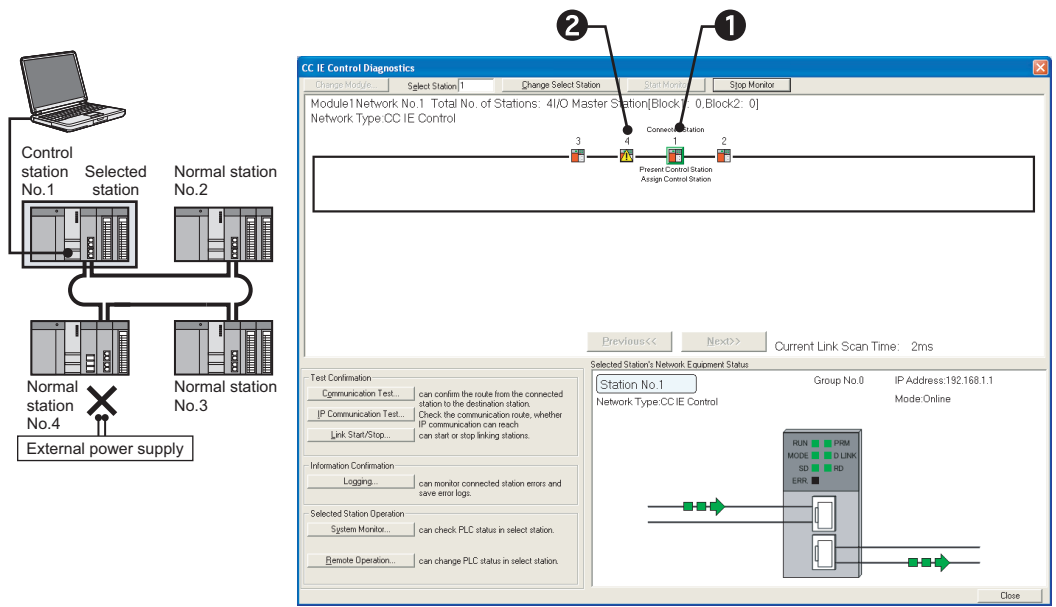 2
1
Control
station
No.1
Selected
station
Normal station
No.2
Normal
station
No.4
Normal station
No.3
External power supply
CC IE Control Diagnostics
Change Module...
Select Station 1
Change Select Station
Start Monitor
Stop Monitor
Module1 Network No.1 Total No. of Stations: 4I/O Master Station[Block1: 0,Block2: 0]
Network Type:CC IE Control
Connected Station
3 4 1 2
Present Control Station
Assign Control Station
Previous<< Next>> Current Link Scan Time: 2ms
Test Confirmation
Communication Test... can confirm the route from the connected
station to the destination station.
IP Communication Test... Check the communication route, whether
IP communication can reach
Link Start/Stop... can start or stop linking stations.
Information Confirmation
Logging... can monitor connected station errors and
save error logs.
Selected Station Operation
System Monitor... can check PLC status in select station.
Remote Operation... can change PLC status in select station.
Selected Station's Network Equipment Status
Station No.1 Group No.0 IP Address:192.168.1.1
Network Type:CC IE Control Mode:Online
RUN PRM
MODE D LINK
SD RD
ERR.
Close